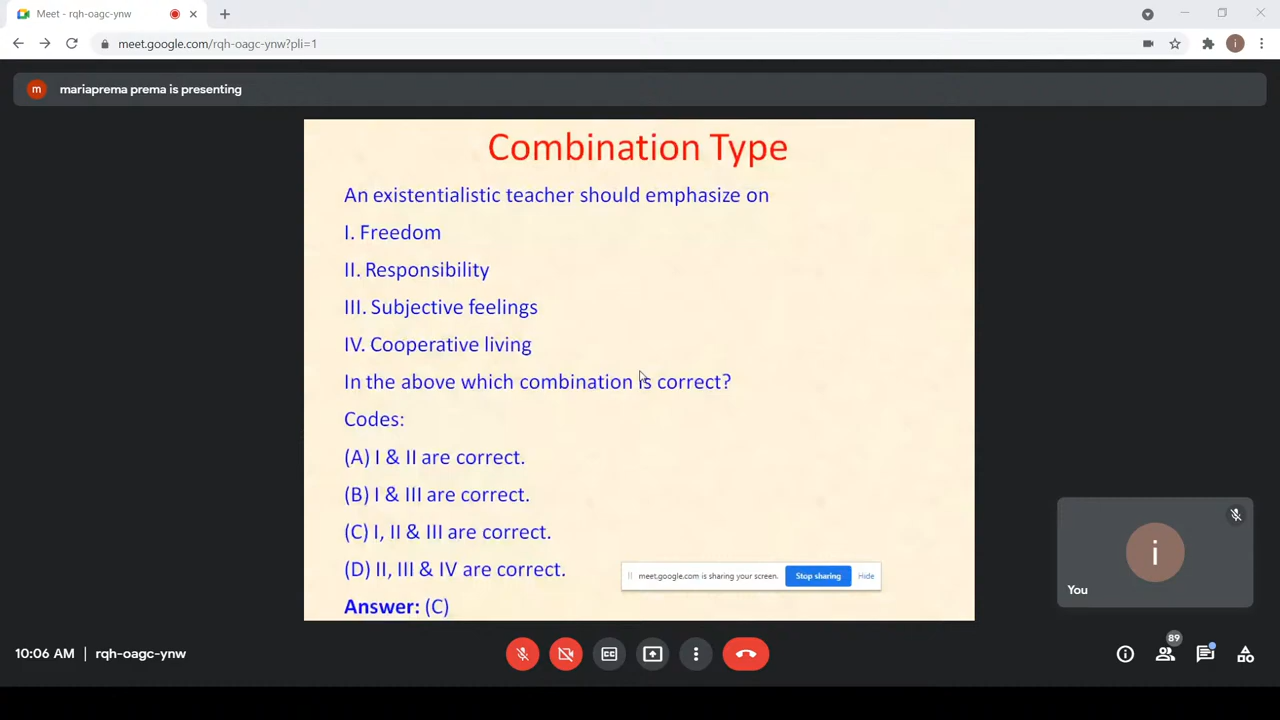 Meet - rqh-oagc-ynw
meet.google.com/rqh-oagc-ynw?pli=1
i
m
mariaprema prema is presenting
Combination Type
An existentialistic teacher should emphasize on
I. Freedom
II. Responsibility
III. Subjective feelings
IV. Cooperative living
In the above which combination is correct?
Codes:
(A) I & II are correct.
(B) I & III are correct.
(C) I, II & III are correct.
(D) II, III & IV are correct.
Answer: (C)
meet.google.com is sharing your screen.
Stop sharing
Hide
i
You
10:06 AM | rqh-oagc-ynw
CC
89